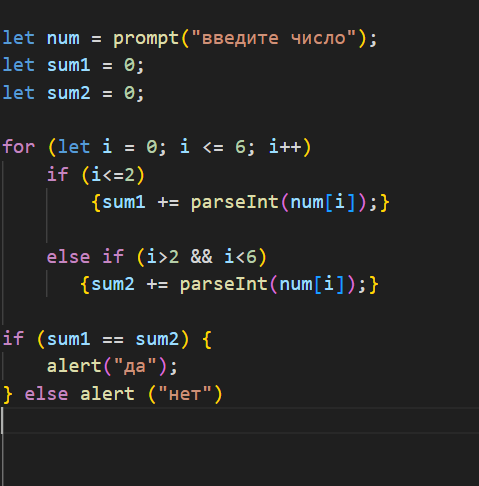 let num = prompt("введите число");
let sum1 = 0;
let sum2 = 0;
for (let i = 0; i <= 6; i++)
if (i<=2)
{sum1 += parseInt(num[i]);}
else if (i>2 && i<6)
{sum2 += parseInt(num[i]);}
if (sum1 == sum2) {
alert("да");
} else alert ("нет")